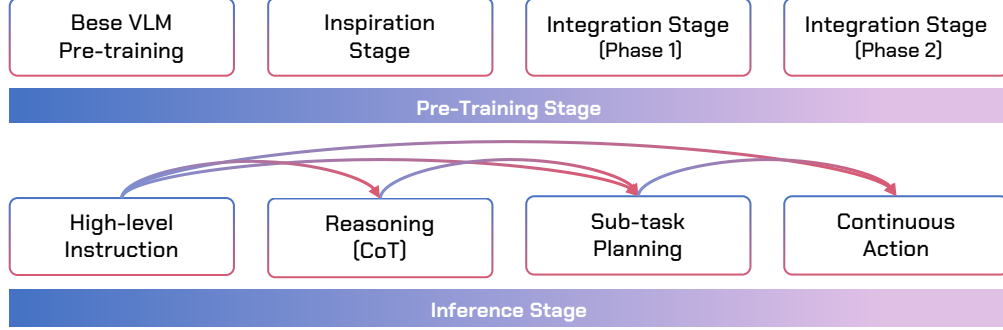 Bese VLM
Pre-training
Inspiration
Stage
Integration Stage
(Phase 1)
Integration Stage
(Phase 2)
Pre-Training Stage
High-level
Instruction
Reasoning
(CoT)
Sub-task
Planning
Continuous
Action
Inference Stage